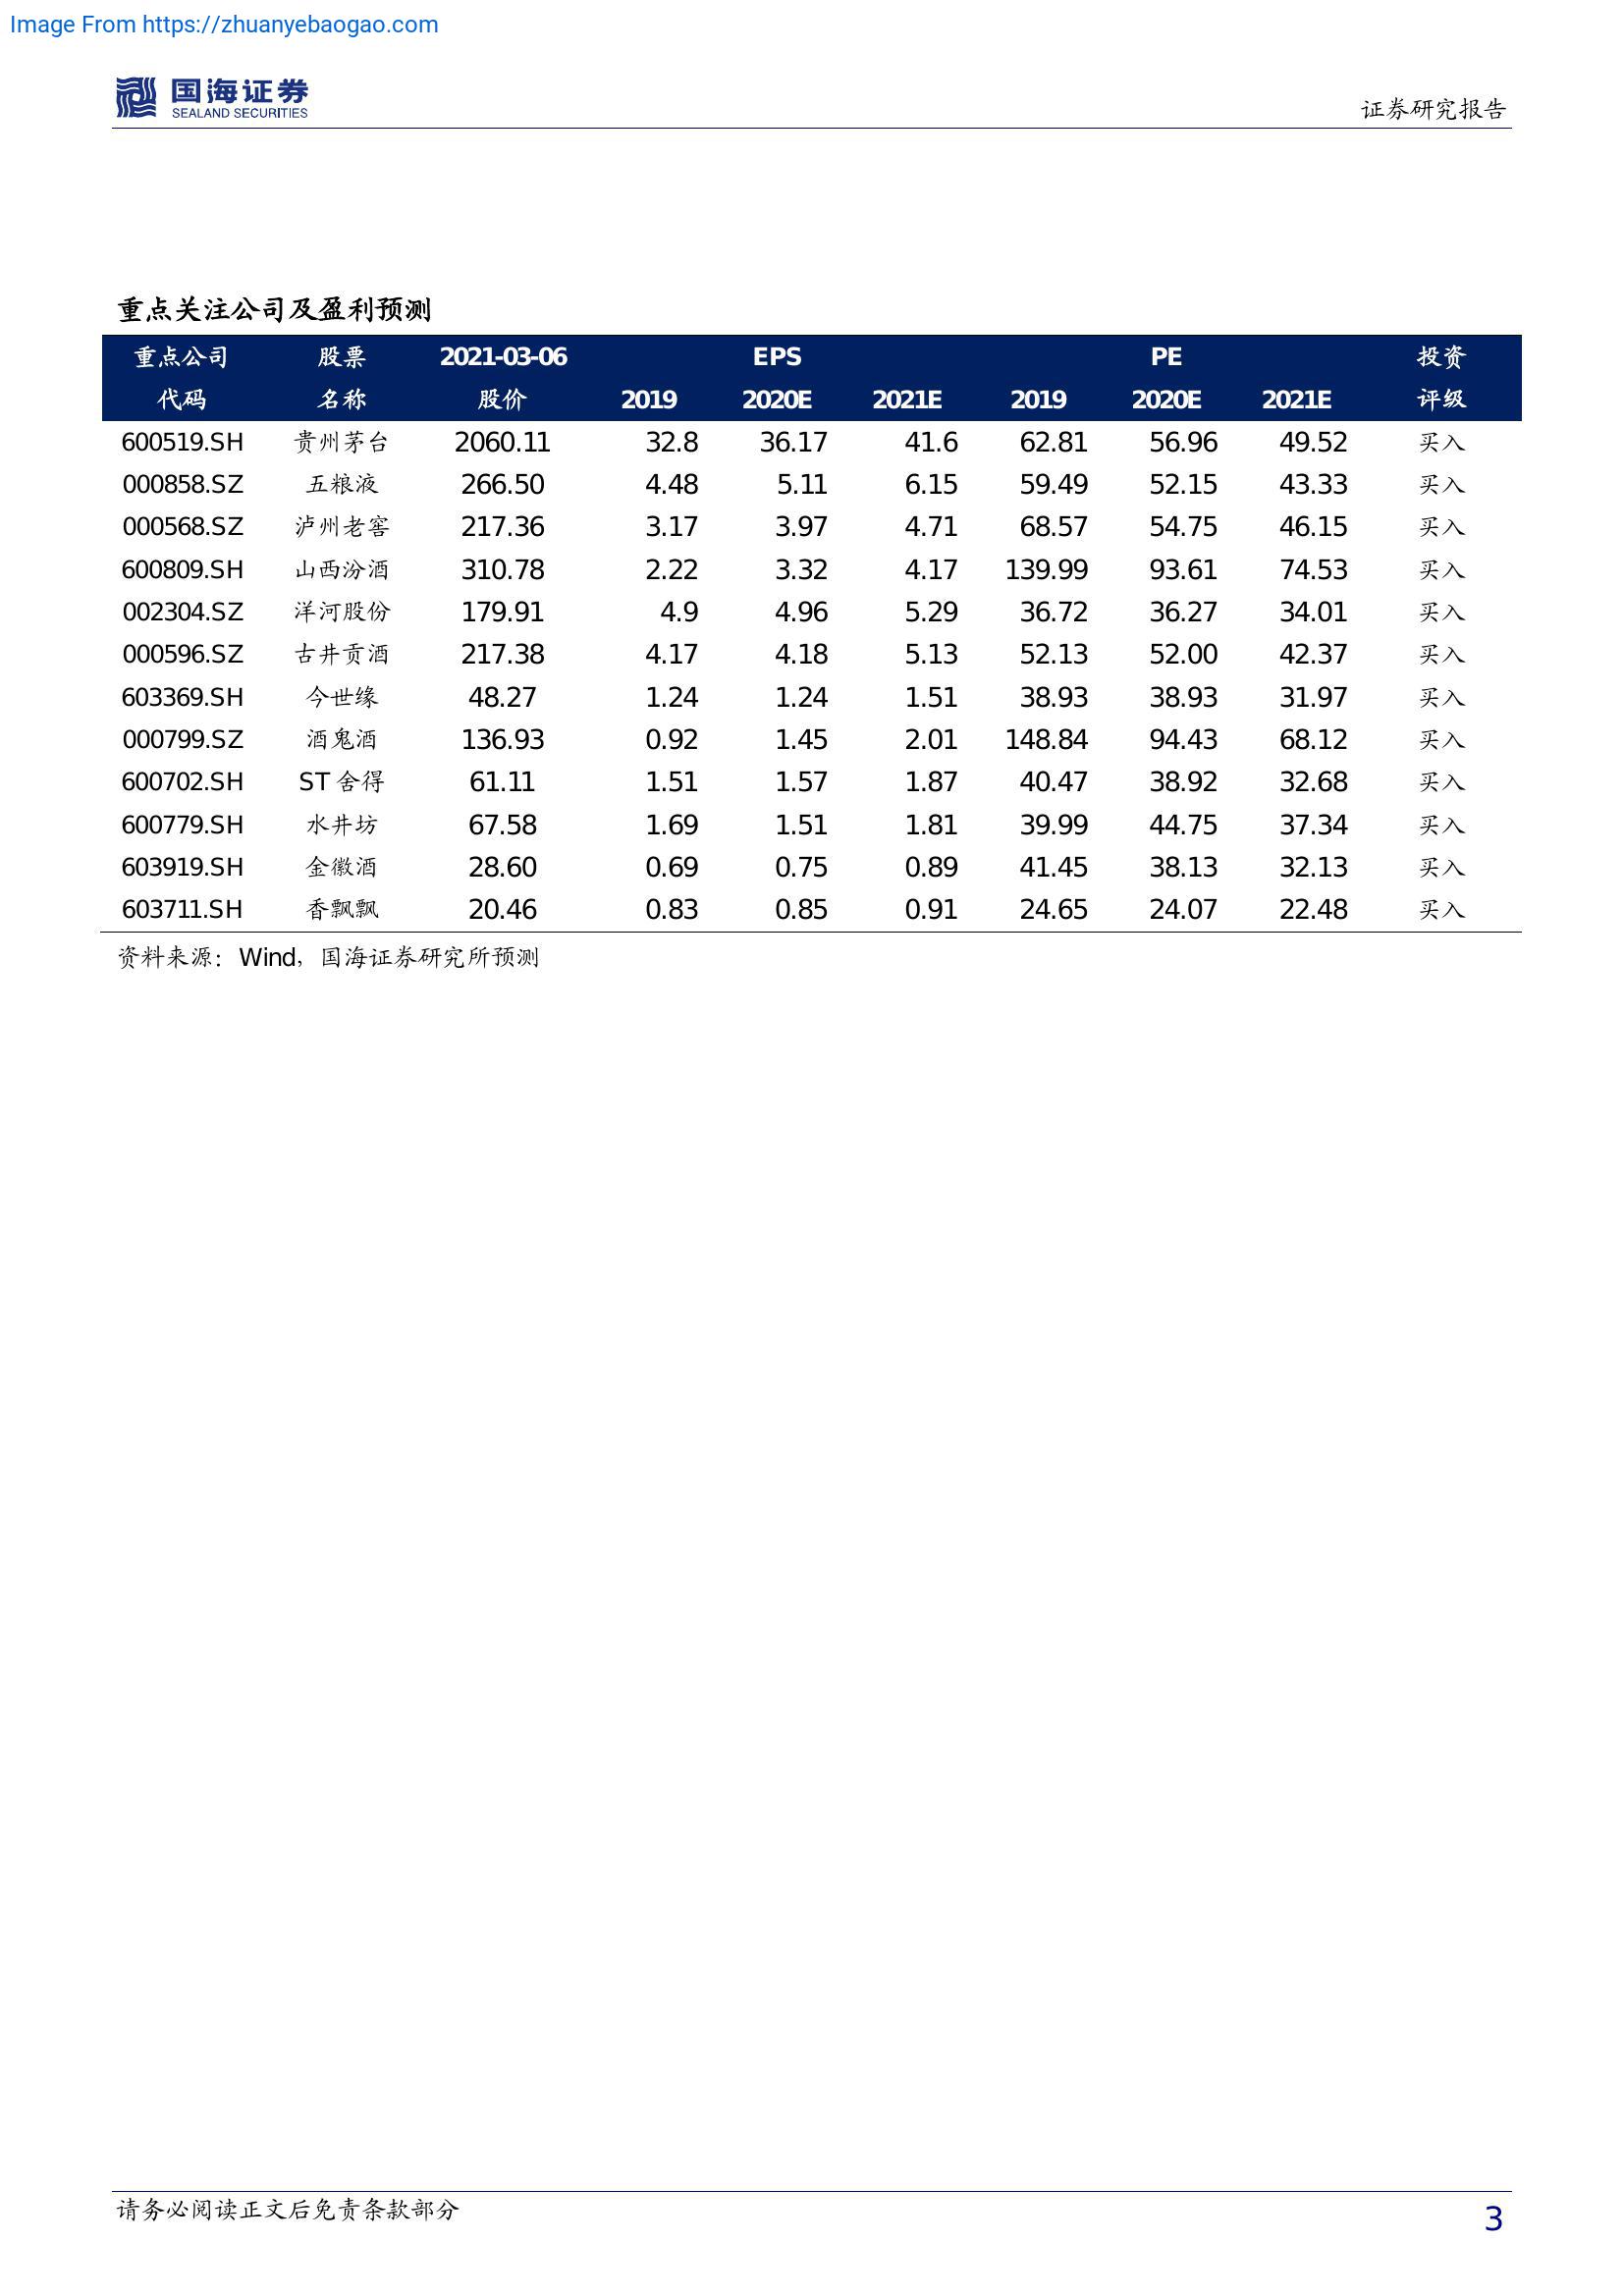 Image From https://zhuanyebaogao.com
国海证券
SEALAND SECURITIES
证券研究报告
重点关注公司及盈利预测
重点公司 股票 2021-03-06 EPS PE 投资
代码 名称 股价 2019 2020E 2021E 2019 2020E 2021E 评级
600519.SH 贵州茅台 2060.11 32.8 36.17 41.6 62.81 56.96 49.52 买入
000858.SZ 五粮液 266.50 4.48 5.11 6.15 59.49 52.15 43.33 买入
000568.SZ 泸州老窖 217.36 3.17 3.97 4.71 68.57 54.75 46.15 买入
600809.SH 山西汾酒 310.78 2.22 3.32 4.17 139.99 93.61 74.53 买入
002304.SZ 洋河股份 179.91 4.9 4.96 5.29 36.72 36.27 34.01 买入
000596.SZ 古井贡酒 217.38 4.17 4.18 5.13 52.13 52.00 42.37 买入
603369.SH 今世缘 48.27 1.24 1.24 1.51 38.93 38.93 31.97 买入
000799.SZ 酒鬼酒 136.93 0.92 1.45 2.01 148.84 94.43 68.12 买入
600702.SH ST 舍得 61.11 1.51 1.57 1.87 40.47 38.92 32.68 买入
600779.SH 水井坊 67.58 1.69 1.51 1.81 39.99 44.75 37.34 买入
603919.SH 金徽酒 28.60 0.69 0.75 0.89 41.45 38.13 32.13 买入
603711.SH 香飘飘 20.46 0.83 0.85 0.91 24.65 24.07 22.48 买入
资料来源：Wind，国海证券研究所预测
请务必阅读正文后免责条款部分
3